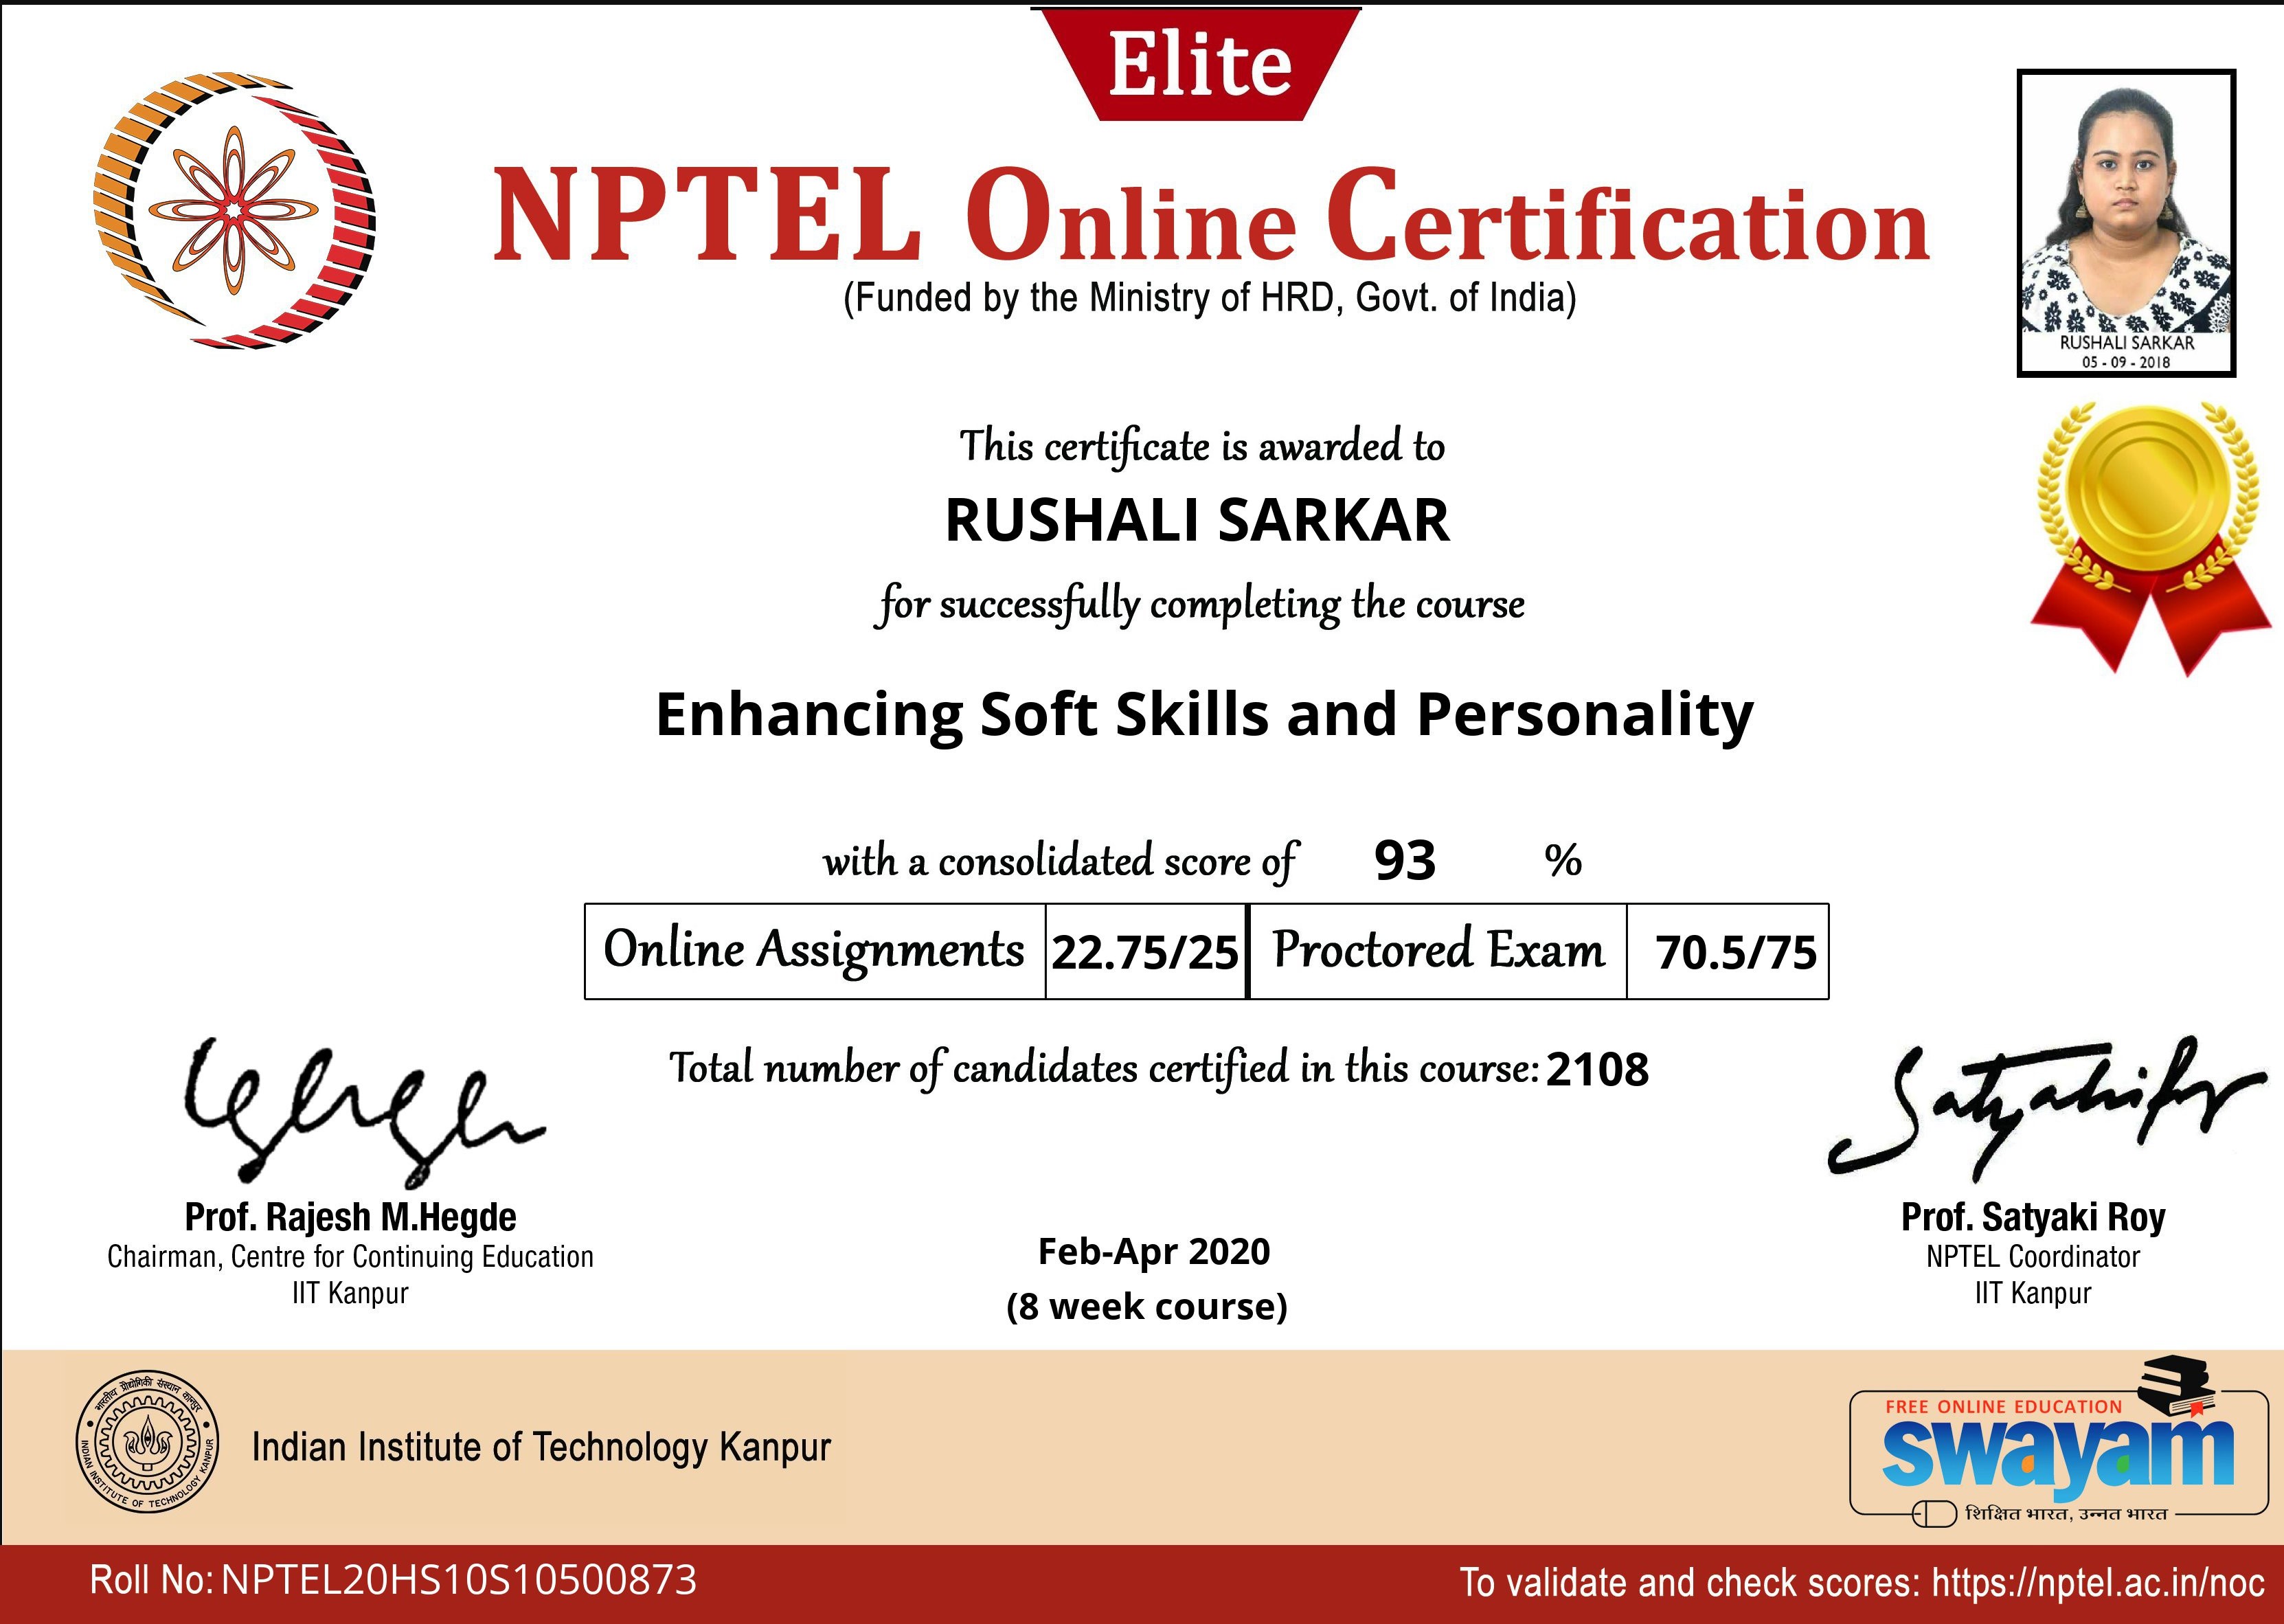 Elite
NPTEL Online Certification
(Funded by the Ministry of HRD, Govt. of India)
RUSHALI SARKAR
05 - 09 - 2018
This certificate is awarded to
RUSHALI SARKAR
for successfully completing the course
Enhancing Soft Skills and Personality
with a consolidated score of 93 %
Online Assignments 22.75/25 Proctored Exam 70.5/75
Total number of candidates certified in this course: 2108
Prof. Rajesh M.Hegde
Chairman, Centre for Continuing Education
IIT Kanpur
Feb-Apr 2020
(8 week course)
Prof. Satyaki Roy
NPTEL Coordinator
IIT Kanpur
भारतीय प्रौद्योगिकी संस्थान कानपुर
INDIAN INSTITUTE OF TECHNOLOGY KANPUR
Indian Institute of Technology Kanpur
FREE ONLINE EDUCATION
swayam
शिक्षित भारत, उन्नत भारत
Roll No: NPTEL20HS10S10500873
To validate and check scores: https://nptel.ac.in/noc